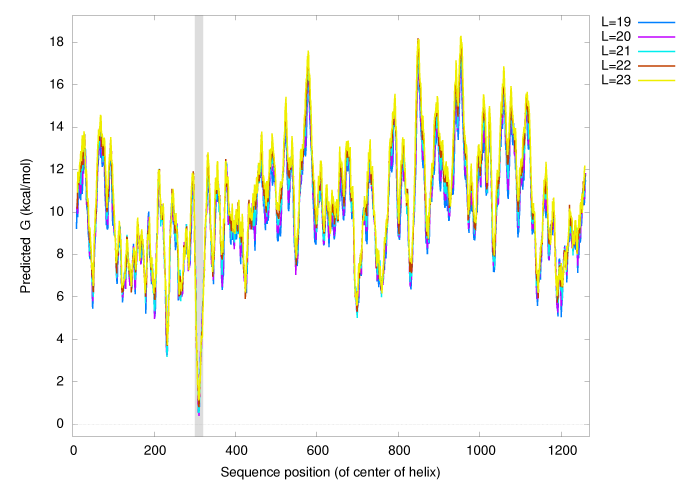 L=19
L=20
L=21
L=22
L=23
18
16
14
12
10
8
6
4
2
0
Predicted G (kcal/mol)
0 200 400 600 800 1000 1200
Sequence position (of center of helix)